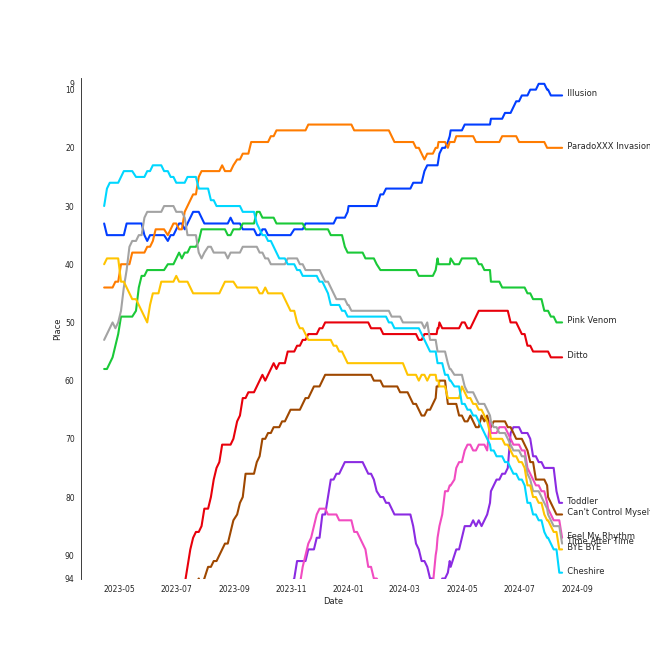 9
10
20
30
40
50
60
70
80
90
94
Place
2023-05 2023-07 2023-09 2023-11 2024-01 2024-03 2024-05 2024-07 2024-09
Date
Illusion
ParadoXXX Invasion
Pink Venom
Ditto
Toddler
Can't Control Myself
Feel My Rhythm
Time After Time
BYE BYE
Cheshire